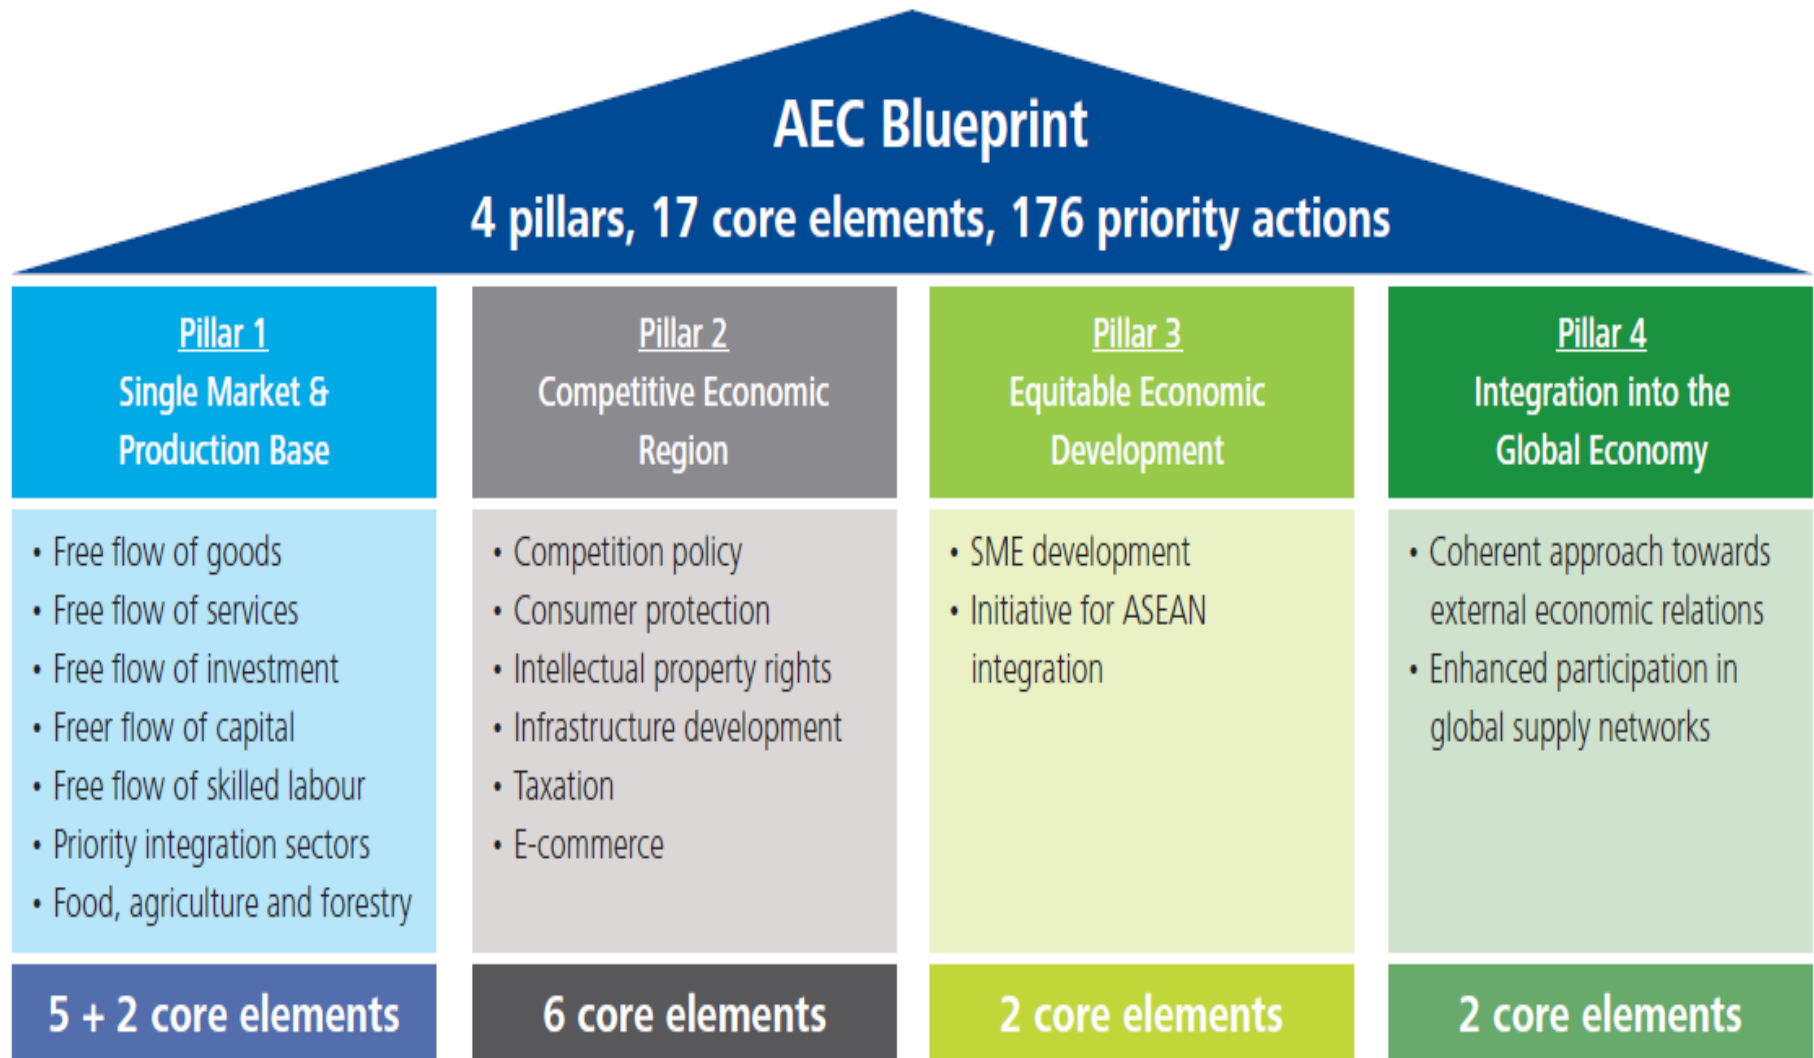 AEC Blueprint
4 pillars, 17 core elements, 176 priority actions
Pillar 1
Single Market &
Production Base
• Free flow of goods
• Free flow of services
• Free flow of investment
• Freer flow of capital
• Free flow of skilled labour
• Priority integration sectors
• Food, agriculture and forestry
5 + 2 core elements
Pillar 2
Competitive Economic
Region
• Competition policy
• Consumer protection
• Intellectual property rights
• Infrastructure development
• Taxation
• E-commerce
6 core elements
Pillar 3
Equitable Economic
Development
• SME development
• Initiative for ASEAN
integration
2 core elements
Pillar 4
Integration into the
Global Economy
• Coherent approach towards
external economic relations
• Enhanced participation in
global supply networks
2 core elements